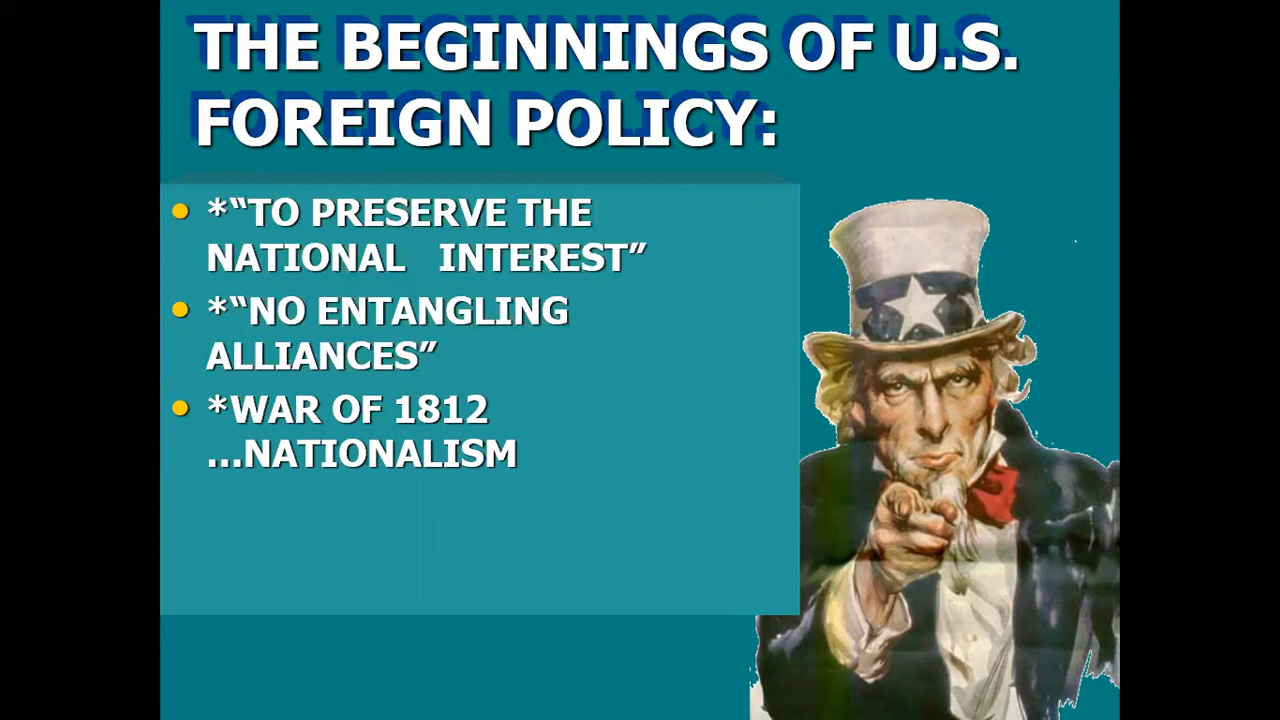 THE BEGINNINGS OF U.S.
FOREIGN POLICY:
• *“TO PRESERVE THE
NATIONAL INTEREST”
• *“NO ENTANGLING
ALLIANCES”
• *WAR OF 1812
…NATIONALISM